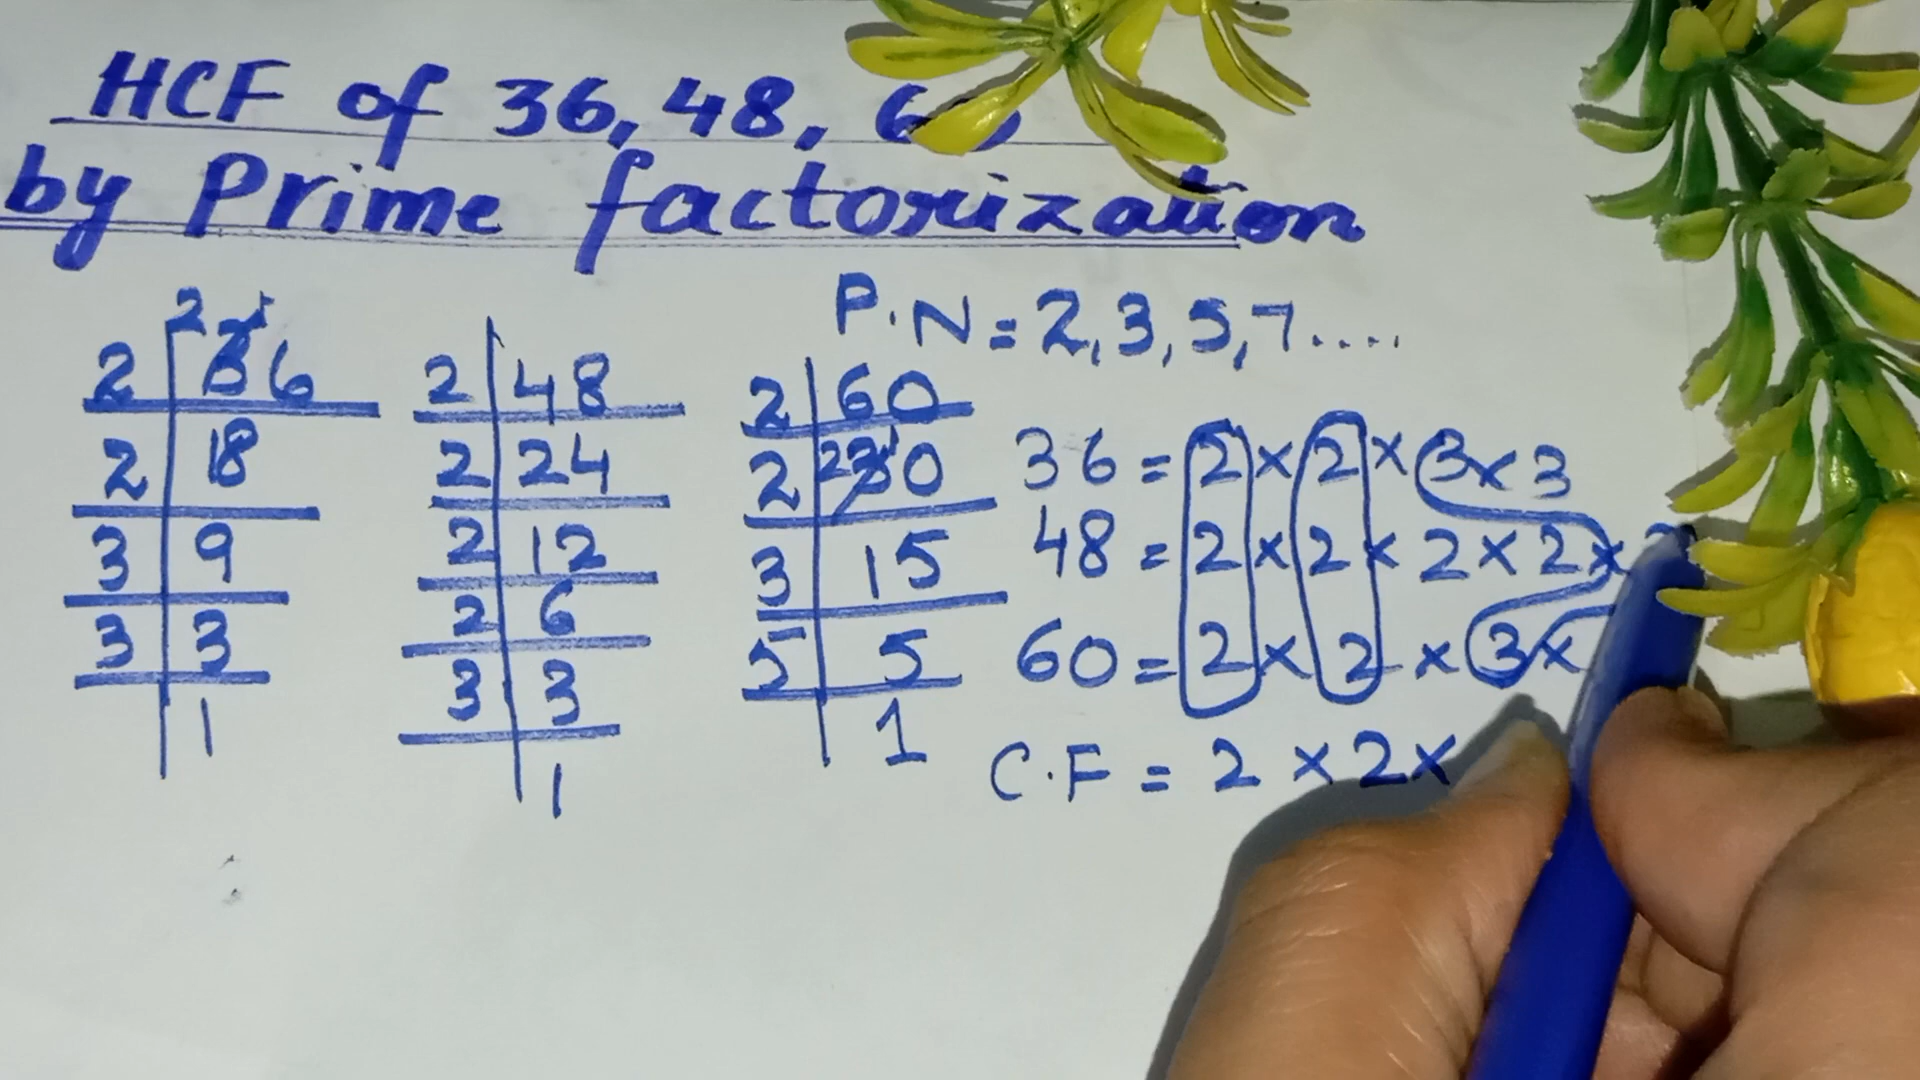 HCF of 36, 48, 60
by Prime factorization
P.N = 2, 3, 5, 7....
2 | 36
2 | 18
3 | 9
3 | 3
1
2 | 48
2 | 24
2 | 12
2 | 6
3 | 3
1
2 | 60
2 | 30
3 | 15
5 | 5
1
36 = 2 × 2 × 3 × 3
48 = 2 × 2 × 2 × 2 ×
60 = 2 × 2 × 3 ×
C.F = 2 × 2 ×